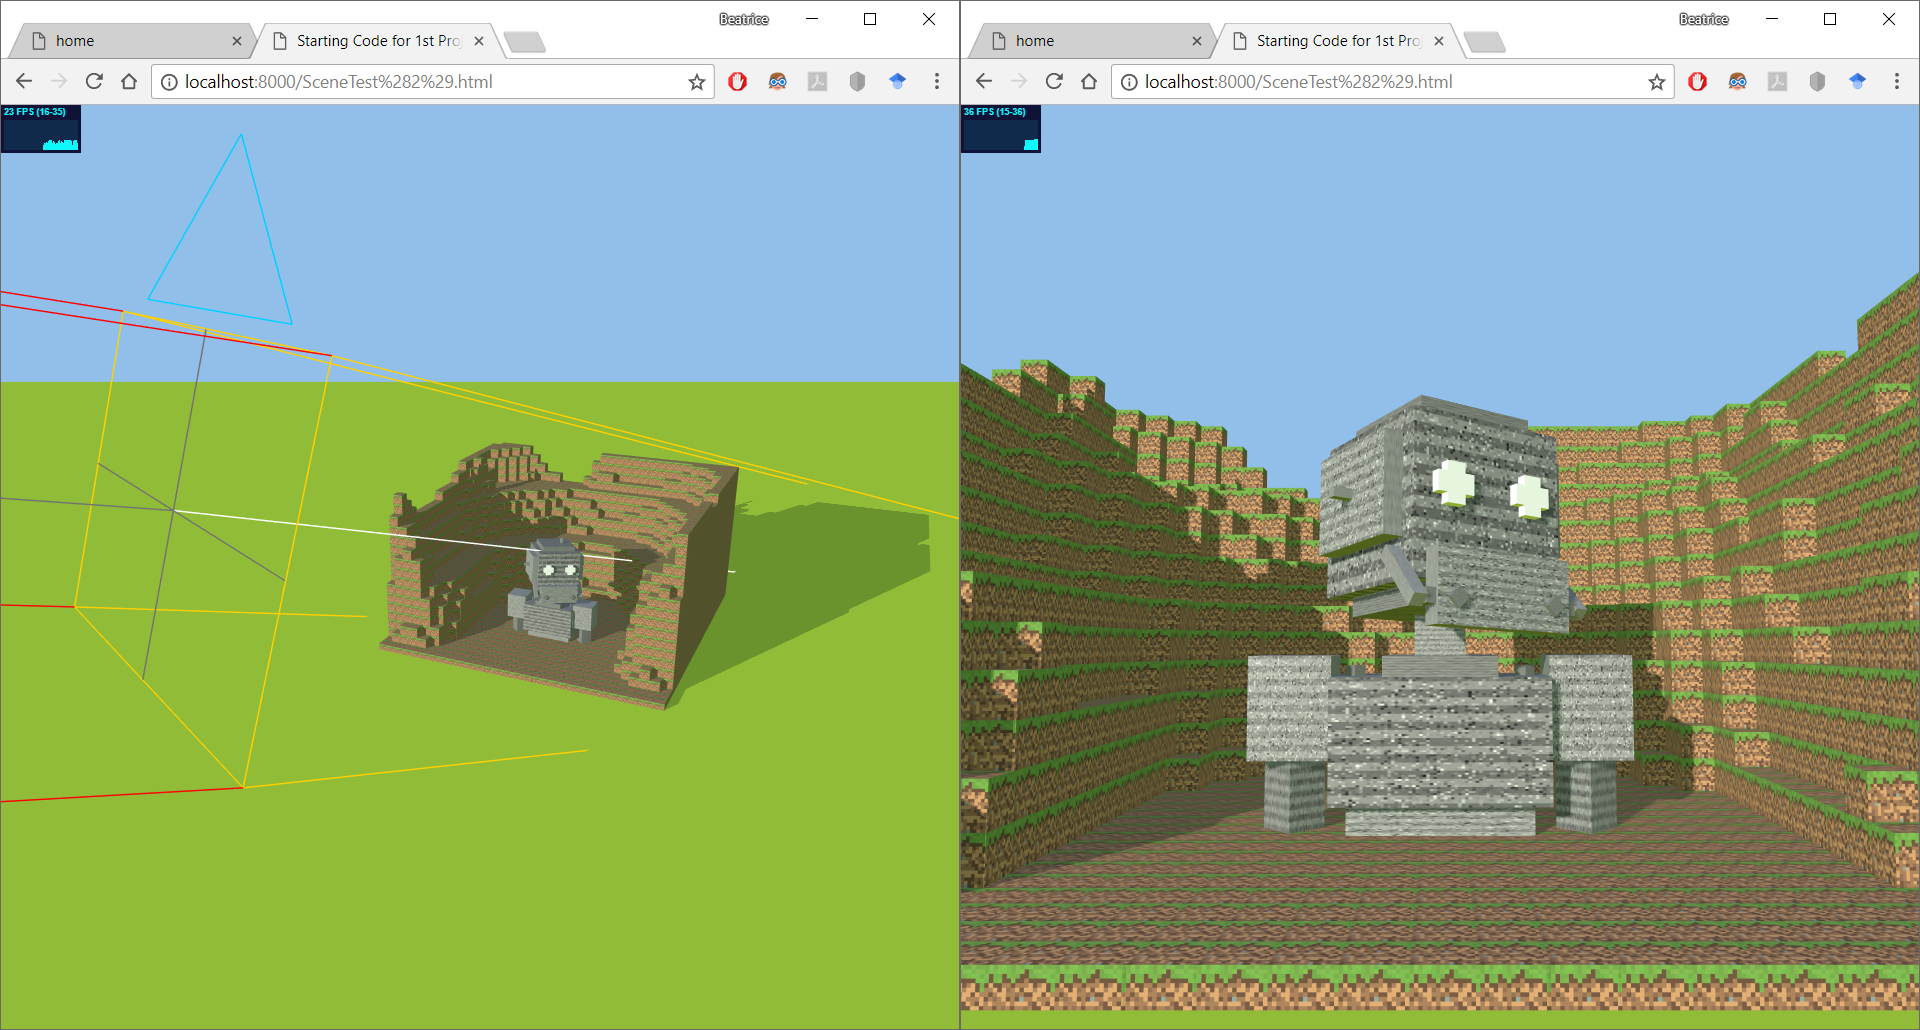 Beatrice
home
Starting Code for 1st Pro
localhost:8000/SceneTest%282%29.html
23 FPS (16-35)
Beatrice
home
Starting Code for 1st Pro
localhost:8000/SceneTest%282%29.html
36 FPS (15-36)